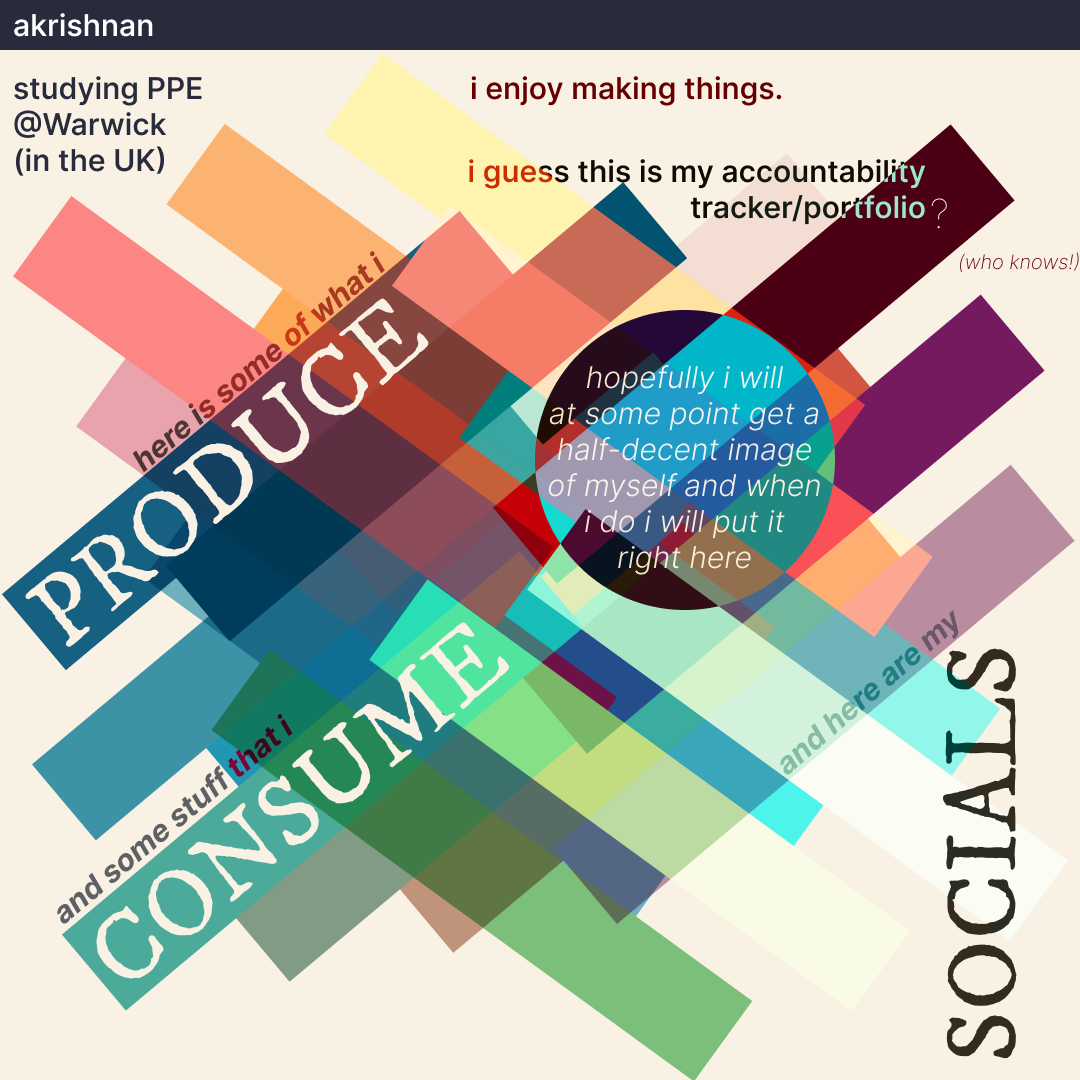 akrishnan
studying PPE
@Warwick
(in the UK)
i enjoy making things.
i guess this is my accountability
tracker/portfolio?
(who knows!)
here is some of what i
PRODUCE
hopefully i will
at some point get a
half-decent image
of myself and when
i do i will put it
right here
and some stuff that i
CONSUME
and here are my
SOCIALS